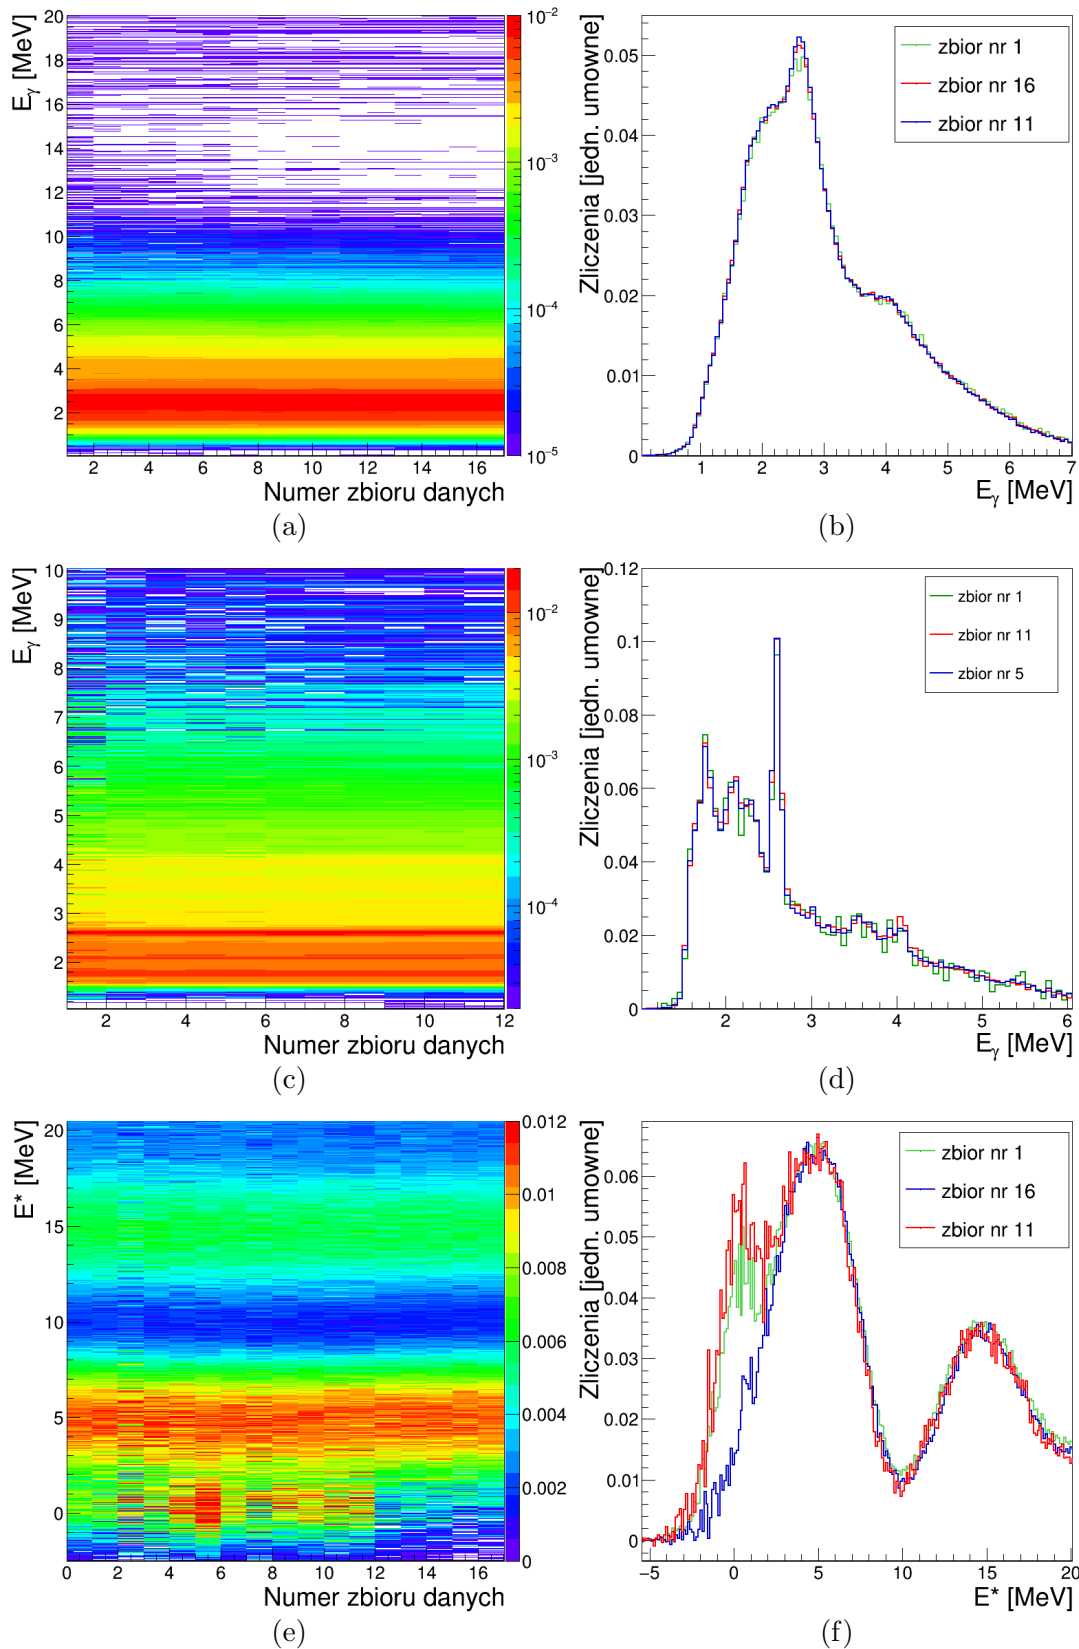 E_γ [MeV]
20
18
16
14
12
10
8
6
4
2
2 4 6 8 10 12 14 16
Numer zbioru danych
10^-2
10^-3
10^-4
10^-5
(a)
Zliczenia [jedn. umowne]
0.05
0.04
0.03
0.02
0.01
0
1 2 3 4 5 6 7
E_γ [MeV]
zbior nr 1
zbior nr 16
zbior nr 11
(b)
E_γ [MeV]
10
9
8
7
6
5
4
3
2
2 4 6 8 10 12
Numer zbioru danych
10^-2
10^-3
10^-4
(c)
Zliczenia [jedn. umowne]
0.12
0.1
0.08
0.06
0.04
0.02
0
2 3 4 5 6
E_γ [MeV]
zbior nr 1
zbior nr 11
zbior nr 5
(d)
E* [MeV]
20
15
10
5
0
0 2 4 6 8 10 12 14 16
Numer zbioru danych
0.012
0.01
0.008
0.006
0.004
0.002
0
(e)
Zliczenia [jedn. umowne]
0.06
0.05
0.04
0.03
0.02
0.01
0
−5 0 5 10 15 20
E* [MeV]
zbior nr 1
zbior nr 16
zbior nr 11
(f)